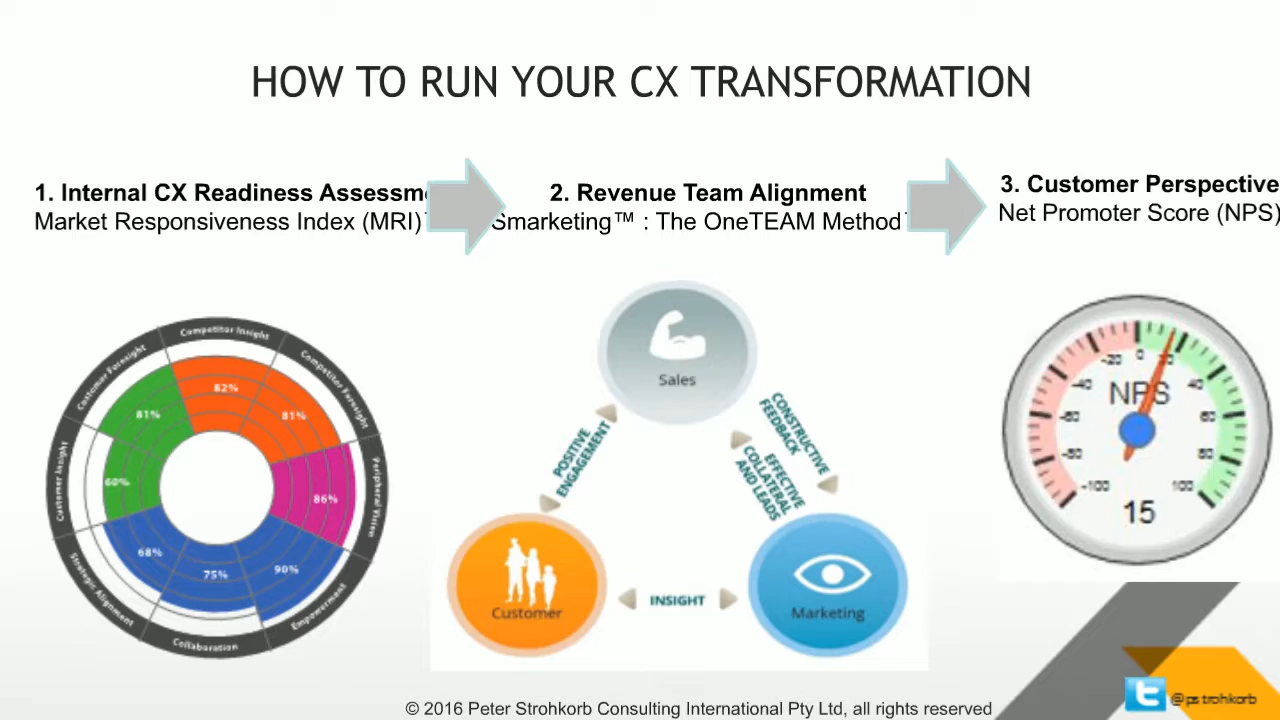 HOW TO RUN YOUR CX TRANSFORMATION
1. Internal CX Readiness Assessm
Market Responsiveness Index (MRI)
2. Revenue Team Alignment
Smarketing™ : The OneTEAM Method
3. Customer Perspective
Net Promoter Score (NPS)
Competitor Insight
82%
Competitor Foresight
81%
Peripheral Vision
86%
Empowerment
90%
Collaboration
75%
Strategic Alignment
68%
Customer Insight
60%
Customer Foresight
81%
Sales
POSITIVE
ENGAGEMENT
CONSTRUCTIVE
FEEDBACK
EFFECTIVE
COLLATERAL
AND LEADS
Customer
INSIGHT
Marketing
-20
0
-40
40
NPS
-60
60
-80
80
-100
100
15
@pstrohkorb
© 2016 Peter Strohkorb Consulting International Pty Ltd, all rights reserved